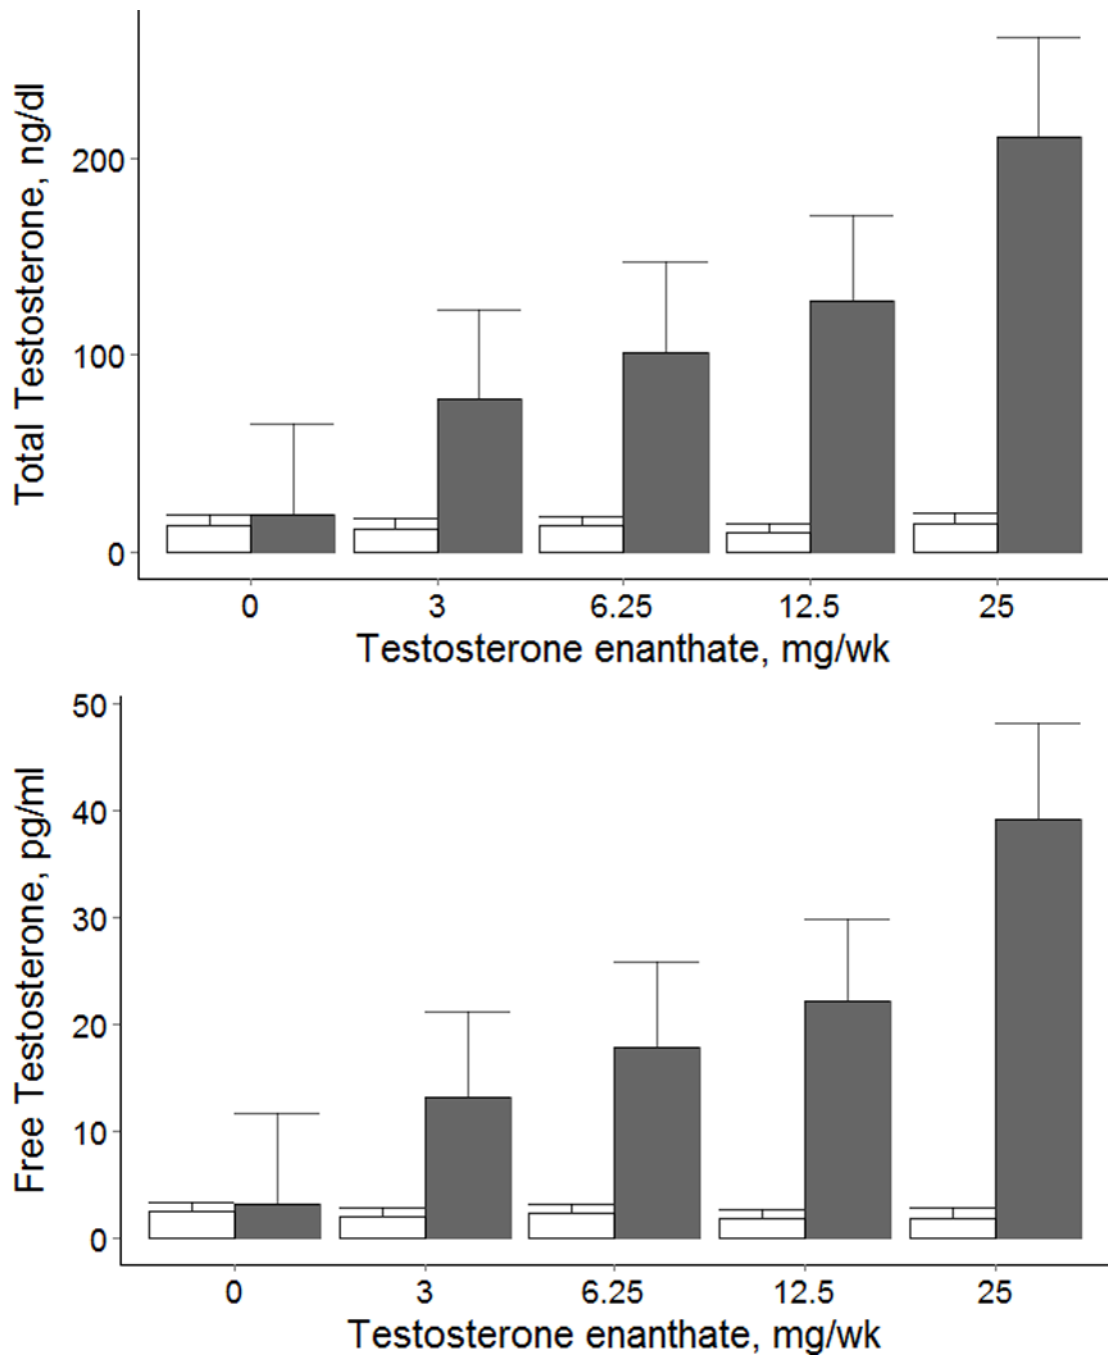 Total Testosterone, ng/dl
200
100
0
0 3 6.25 12.5 25
Testosterone enanthate, mg/wk
Free Testosterone, pg/ml
50
40
30
20
10
0
0 3 6.25 12.5 25
Testosterone enanthate, mg/wk